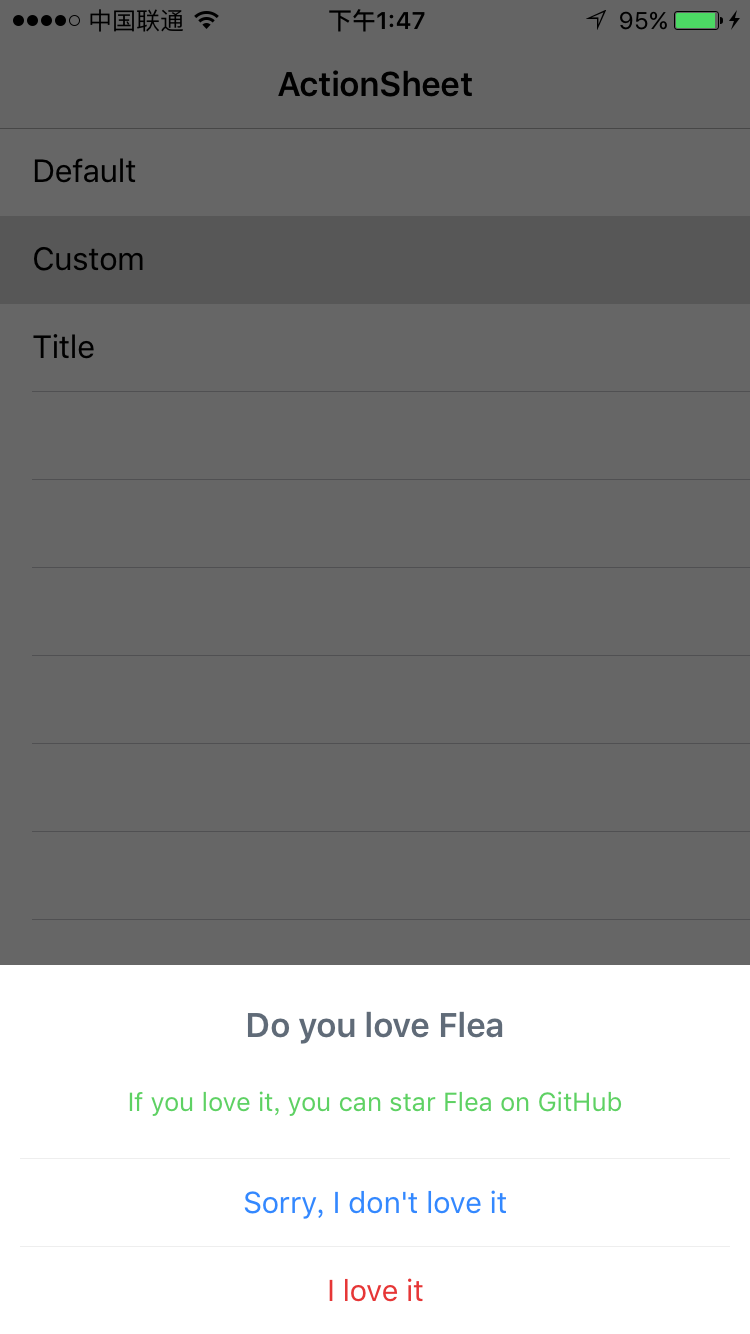 中国联通 下午1:47 95%
ActionSheet
Default
Custom
Title
Do you love Flea
If you love it, you can star Flea on GitHub
Sorry, I don't love it
I love it